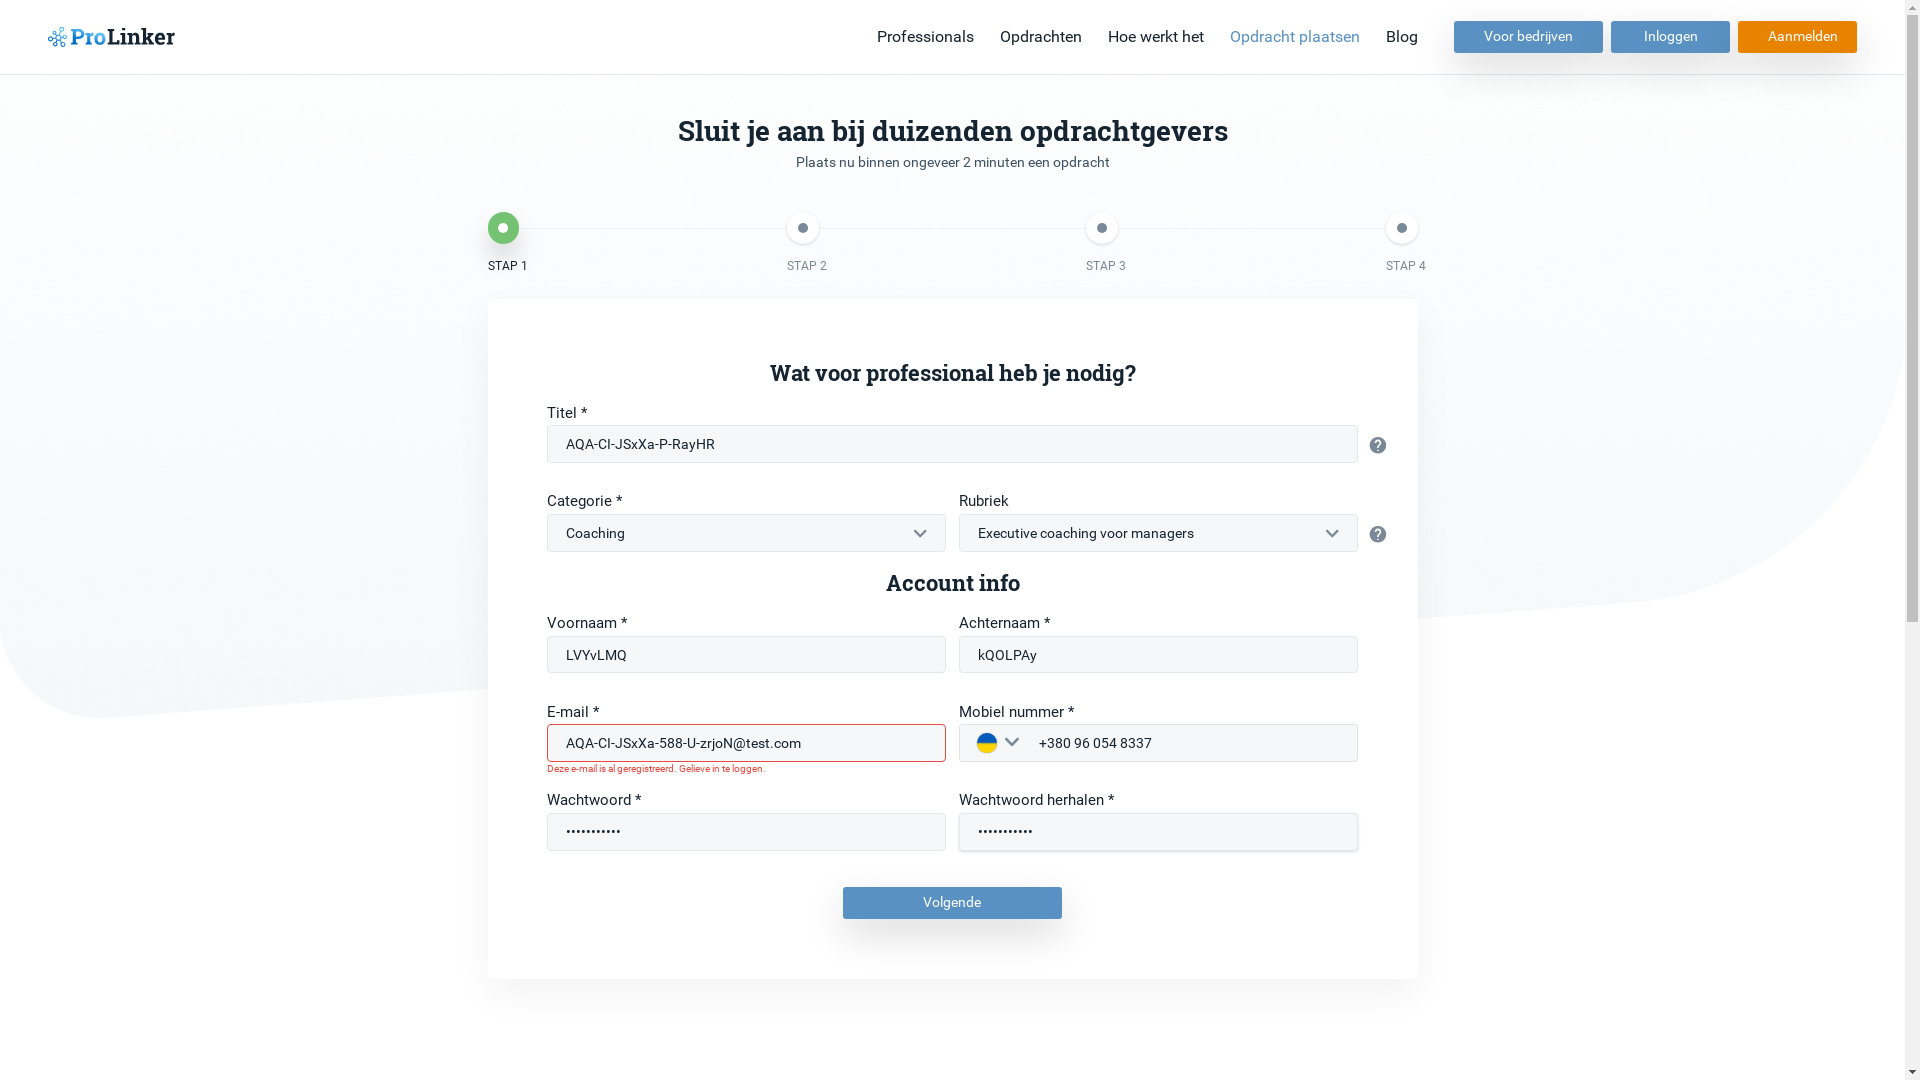 ProLinker
Professionals Opdrachten Hoe werkt het Opdracht plaatsen Blog Voor bedrijven Inloggen Aanmelden
Sluit je aan bij duizenden opdrachtgevers
Plaats nu binnen ongeveer 2 minuten een opdracht
STAP 1 STAP 2 STAP 3 STAP 4
Wat voor professional heb je nodig?
Titel *
AQA-CI-JSxXa-P-RayHR
Categorie * Rubriek
Coaching Executive coaching voor managers
Account info
Voornaam * Achternaam *
LVYvLMQ kQOLPAy
E-mail * Mobiel nummer *
AQA-CI-JSxXa-588-U-zrjoN@test.com +380 96 054 8337
Deze e-mail is al geregistreerd. Gelieve in te loggen.
Wachtwoord * Wachtwoord herhalen *
••••••••••• •••••••••••
Volgende